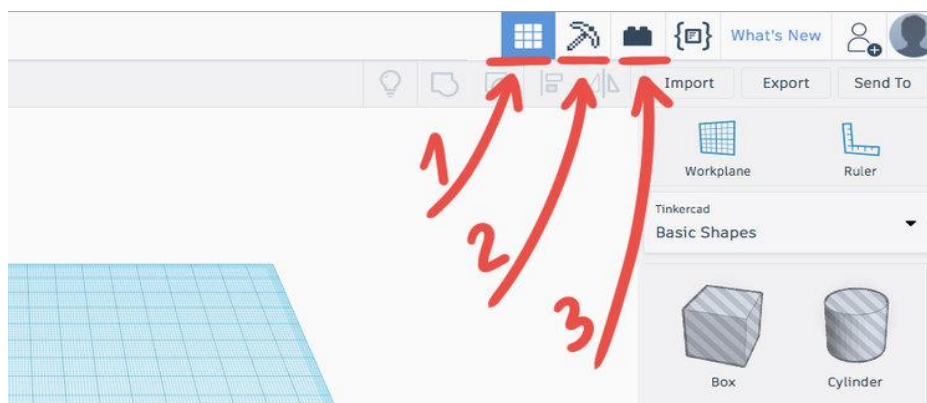 What's New
Import Export Send To
1
Workplane Ruler
2
Tinkercad
Basic Shapes
3
Box Cylinder